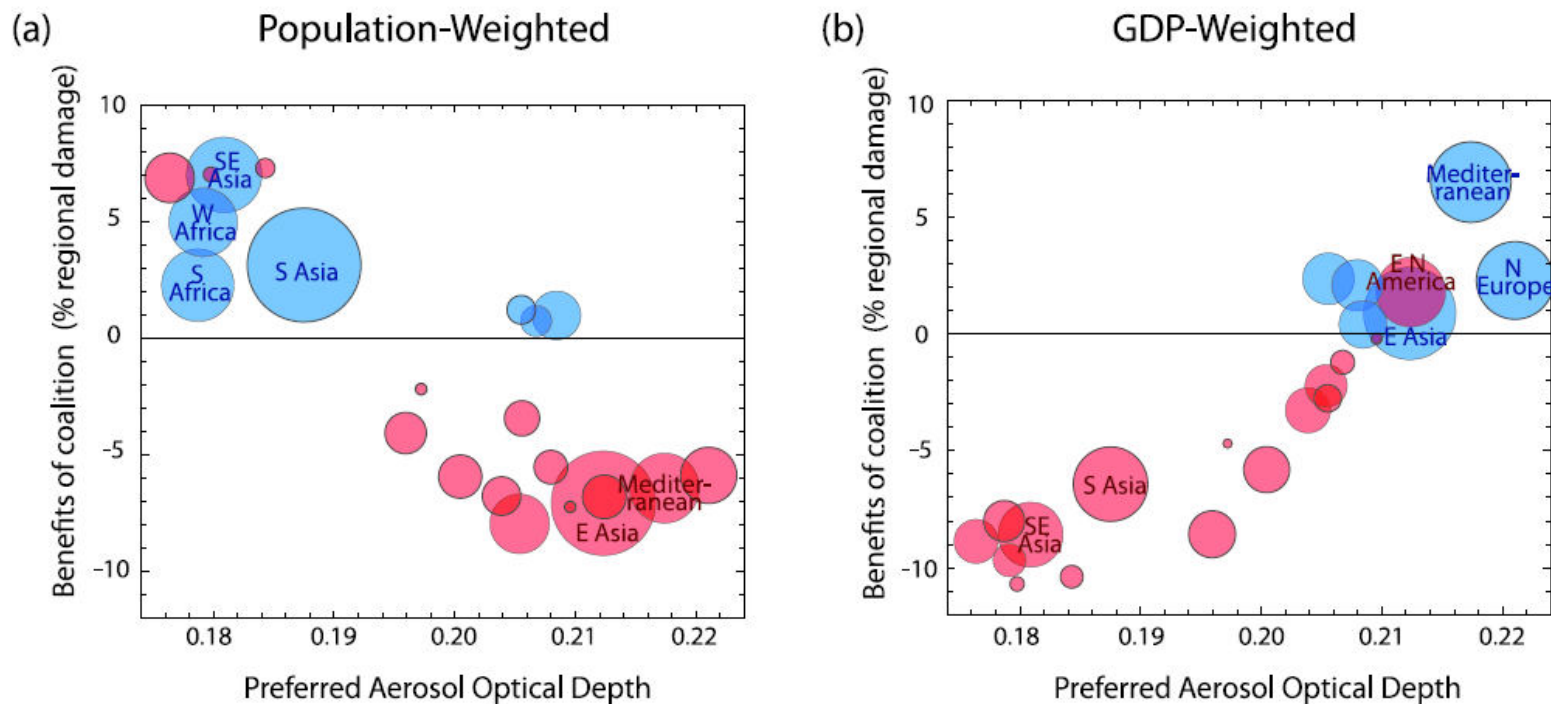 (a)
Population-Weighted
Benefits of coalition (% regional damage)
10
5
0
−5
−10
SE
Asia
W
Africa
S
Africa
S Asia
Mediter-
ranean
E Asia
0.18
0.19
0.20
0.21
0.22
Preferred Aerosol Optical Depth
(b)
GDP-Weighted
Benefits of coalition (% regional damage)
10
5
0
−5
−10
Mediter-
ranean
E N
America
N
Europe
E Asia
S Asia
SE
Asia
0.18
0.19
0.20
0.21
0.22
Preferred Aerosol Optical Depth